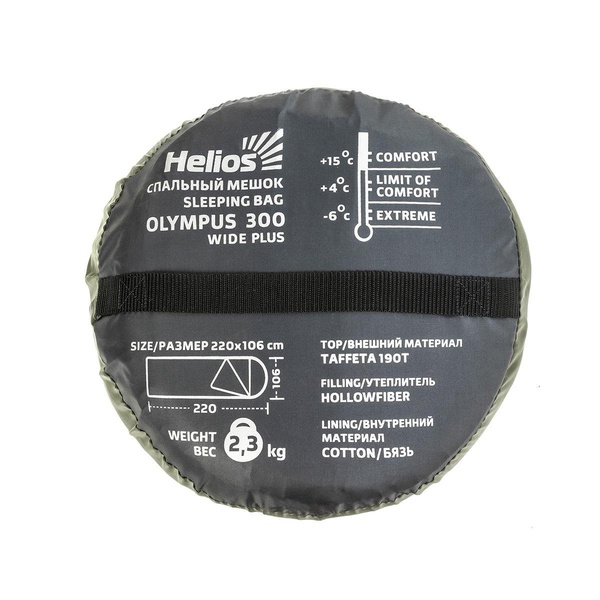 Helios
СПАЛЬНЫЙ МЕШОК
SLEEPING BAG
OLYMPUS 300
WIDE PLUS
+15°C COMFORT
+4°C LIMIT OF
COMFORT
-6°C EXTREME
SIZE/РАЗМЕР 220x106 cm
106
220
WEIGHT
ВЕС
2,3 kg
TOP/ВНЕШНИЙ МАТЕРИАЛ
TAFFETA 190T
FILLING/УТЕПЛИТЕЛЬ
HOLLOWFIBER
LINING/ВНУТРЕННИЙ
МАТЕРИАЛ
COTTON/БЯЗЬ